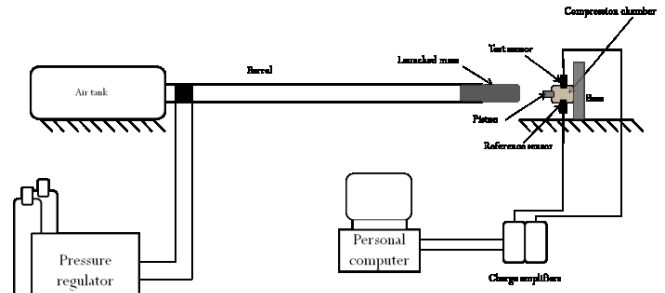 Compression chamber
Test sensor
Launched mass
Barrel
Air tank
Base
Piston
Reference sensor
Personal
computer
Pressure
regulator
Charge amplifiers